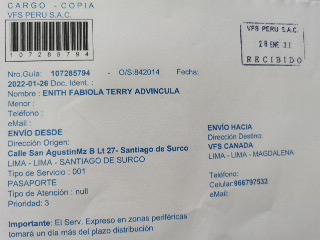 CARGO - COPIA
VFS PERU S.A.C.
107285794
VFS PERU S.A.C.
RECIBIDO
Nro.Guía: 107285794 - O/S:842014 Fecha:
2022-01-26 Doc. Ident. :
Nombre : ENITH FABIOLA TERRY ADVINCULA
Menor :
Teléfono :
eMail :
ENVÍO DESDE
Dirección Origen:
Calle San AgustinMz B Lt 27- Santiago de Surco
LIMA - LIMA - SANTIAGO DE SURCO
Tipo de Servicio : 001
PASAPORTE
Tipo de Atención : null
Prioridad: 3
ENVÍO HACIA
Dirección Destino:
VFS CANADA
LIMA - LIMA - MAGDALENA
Teléfono:
Celular:966797532
eMail:
Importante: El Serv. Expreso en zonas periféricas
tomará un día más del plazo distribución